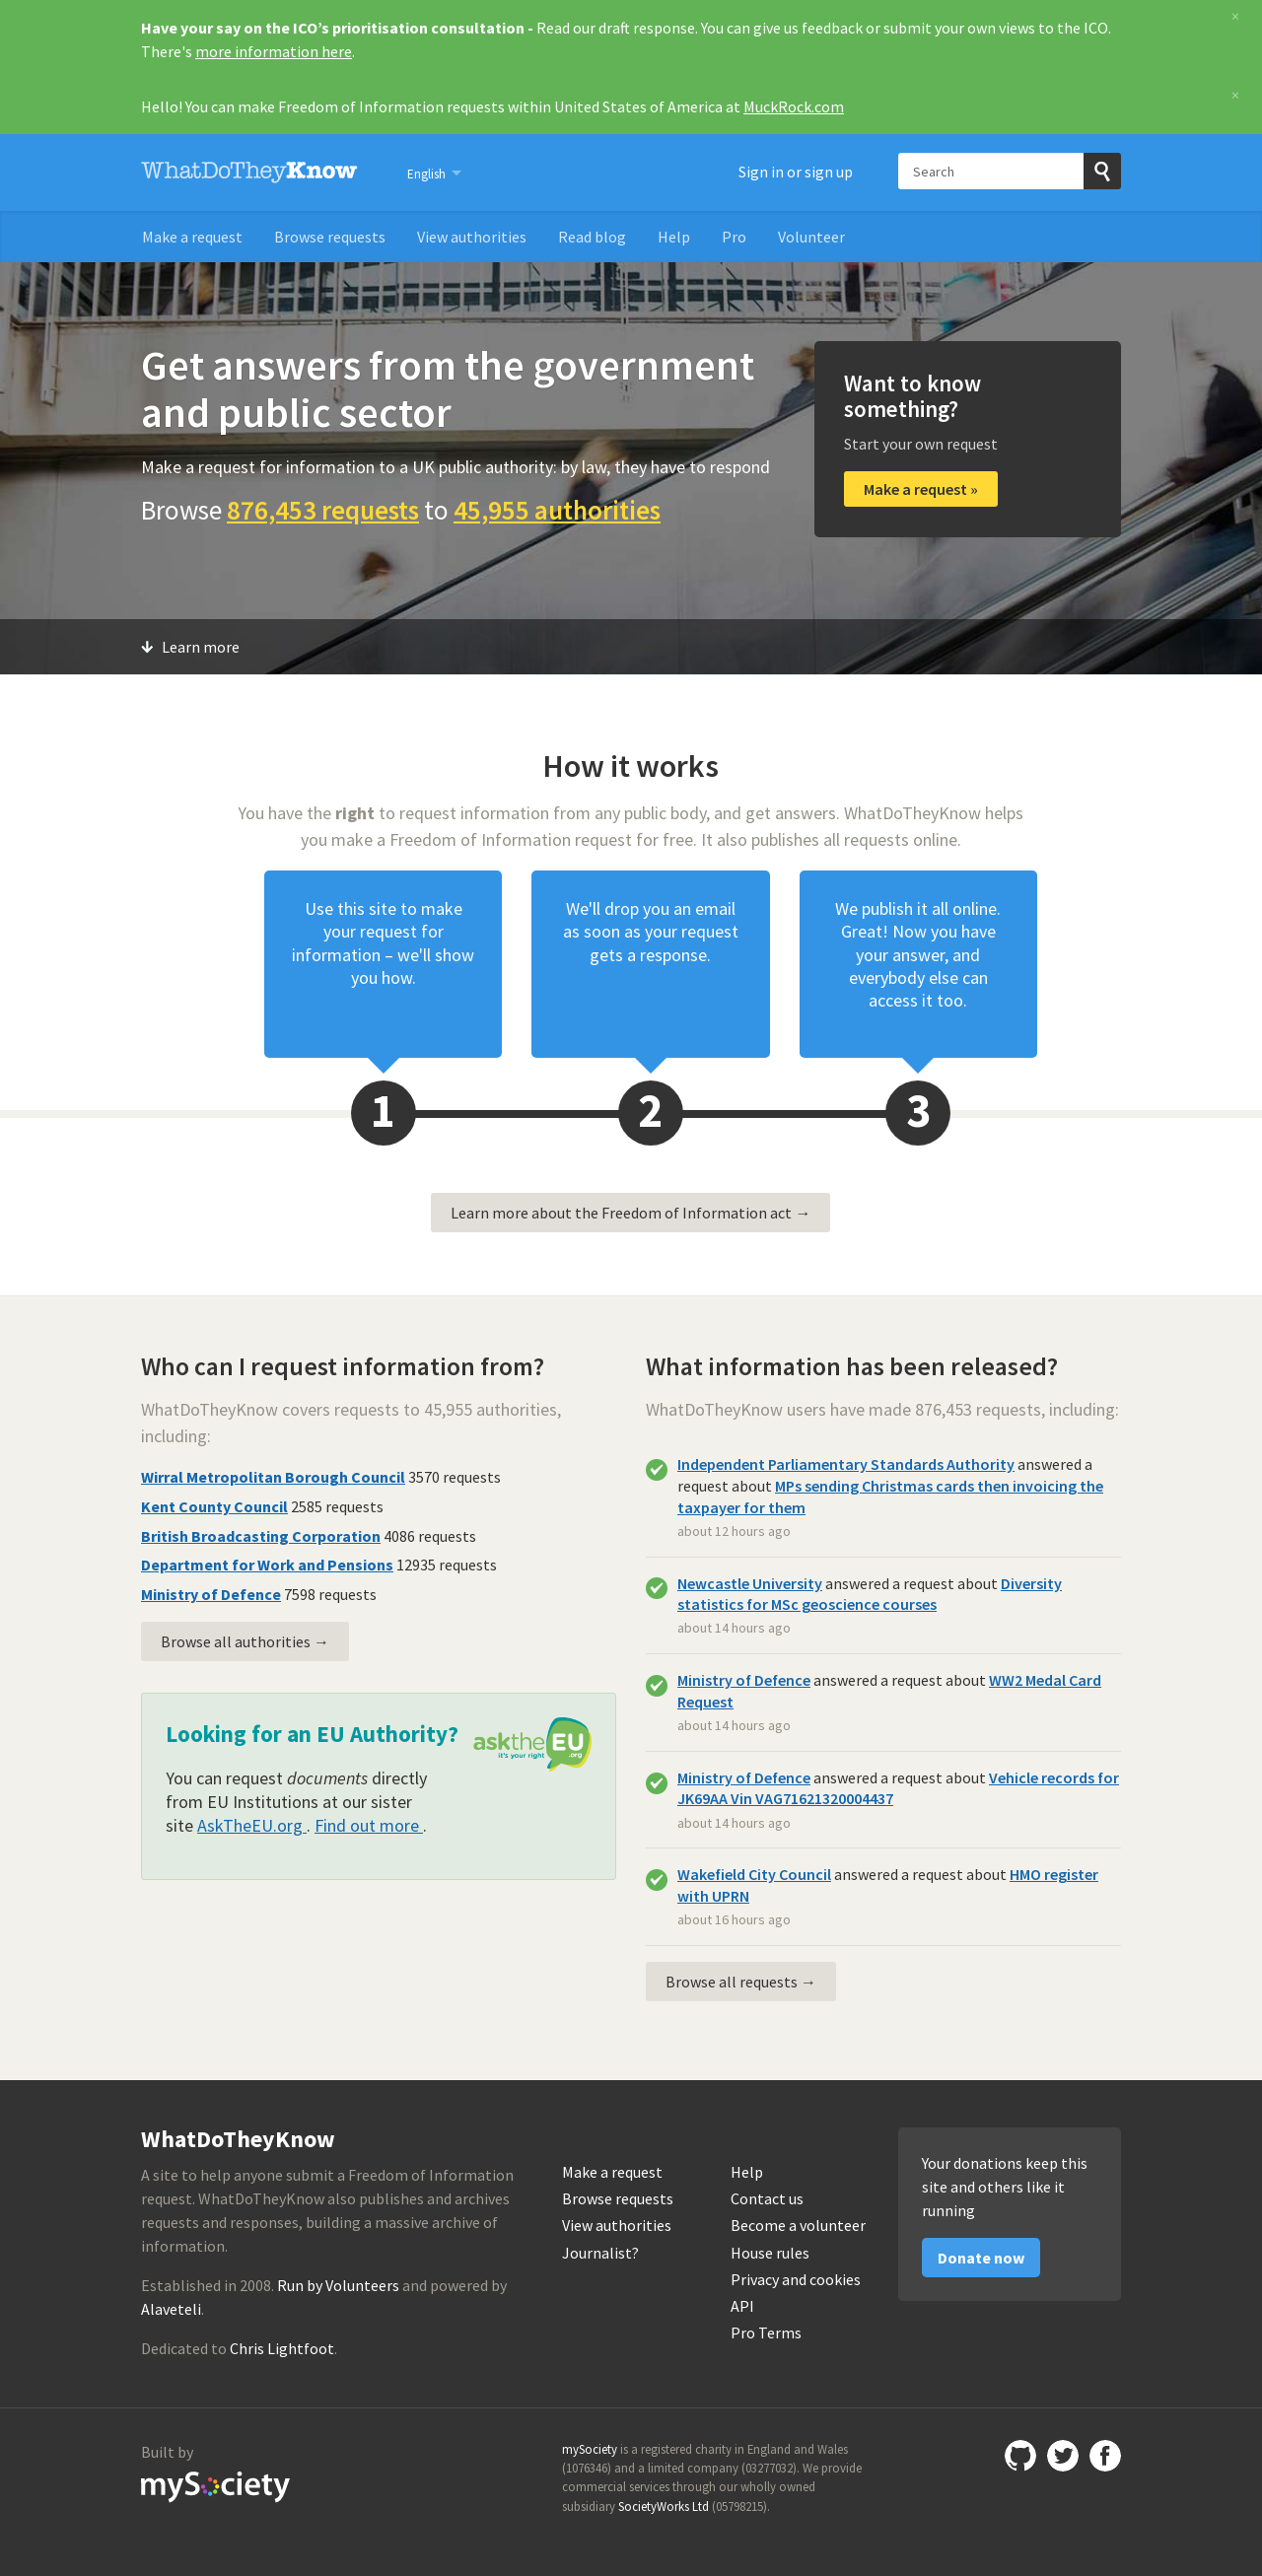 Have your say on the ICO’s prioritisation consultation - Read our draft response. You can give us feedback or submit your own views to the ICO.
There's more information here.
×
Hello! You can make Freedom of Information requests within United States of America at MuckRock.com
×
WhatDoTheyKnow
English
Sign in or sign up
Search
Make a request
Browse requests
View authorities
Read blog
Help
Pro
Volunteer
Get answers from the government
and public sector
Make a request for information to a UK public authority: by law, they have to respond
Browse 876,453 requests to 45,955 authorities
Want to know
something?
Start your own request
Make a request »
Learn more
How it works
You have the right to request information from any public body, and get answers. WhatDoTheyKnow helps
you make a Freedom of Information request for free. It also publishes all requests online.
Use this site to make
your request for
information – we'll show
you how.
We'll drop you an email
as soon as your request
gets a response.
We publish it all online.
Great! Now you have
your answer, and
everybody else can
access it too.
1
2
3
Learn more about the Freedom of Information act →
Who can I request information from?
WhatDoTheyKnow covers requests to 45,955 authorities,
including:
Wirral Metropolitan Borough Council 3570 requests
Kent County Council 2585 requests
British Broadcasting Corporation 4086 requests
Department for Work and Pensions 12935 requests
Ministry of Defence 7598 requests
Browse all authorities →
Looking for an EU Authority?
asktheEU
.org
it's your right
You can request documents directly
from EU Institutions at our sister
site AskTheEU.org . Find out more .
What information has been released?
WhatDoTheyKnow users have made 876,453 requests, including:
Independent Parliamentary Standards Authority answered a
request about MPs sending Christmas cards then invoicing the
taxpayer for them
about 12 hours ago
Newcastle University answered a request about Diversity
statistics for MSc geoscience courses
about 14 hours ago
Ministry of Defence answered a request about WW2 Medal Card
Request
about 14 hours ago
Ministry of Defence answered a request about Vehicle records for
JK69AA Vin VAG71621320004437
about 14 hours ago
Wakefield City Council answered a request about HMO register
with UPRN
about 16 hours ago
Browse all requests →
WhatDoTheyKnow
A site to help anyone submit a Freedom of Information
request. WhatDoTheyKnow also publishes and archives
requests and responses, building a massive archive of
information.
Established in 2008. Run by Volunteers and powered by
Alaveteli.
Dedicated to Chris Lightfoot.
Make a request
Browse requests
View authorities
Journalist?
Help
Contact us
Become a volunteer
House rules
Privacy and cookies
API
Pro Terms
Your donations keep this
site and others like it
running
Donate now
Built by
mySociety
mySociety is a registered charity in England and Wales
(1076346) and a limited company (03277032). We provide
commercial services through our wholly owned
subsidiary SocietyWorks Ltd (05798215).